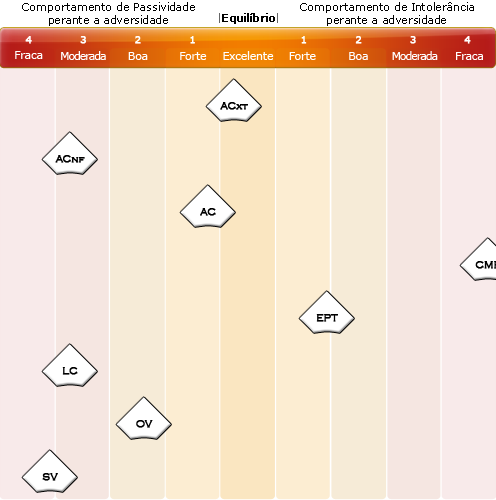 Comportamento de Passividade
perante a adversidade
|Equilíbrio|
Comportamento de Intolerância
perante a adversidade
4 3 2 1 1 2 3 4
Fraca Moderada Boa Forte Excelente Forte Boa Moderada Fraca
ACXT
ACNF
AC
EPT
LC
OV
SV